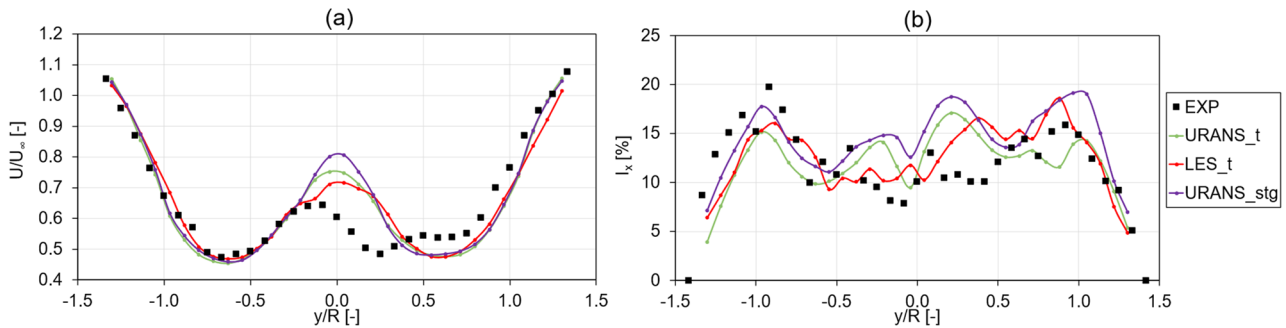 (a)
U/U∞ [-]
1.2
1.1
1.0
0.9
0.8
0.7
0.6
0.5
0.4
-1.5 -1.0 -0.5 0.0 0.5 1.0 1.5
y/R [-]
(b)
Ix [%]
25
20
15
10
5
0
-1.5 -1.0 -0.5 0.0 0.5 1.0 1.5
y/R [-]
EXP
URANS_t
LES_t
URANS_stg